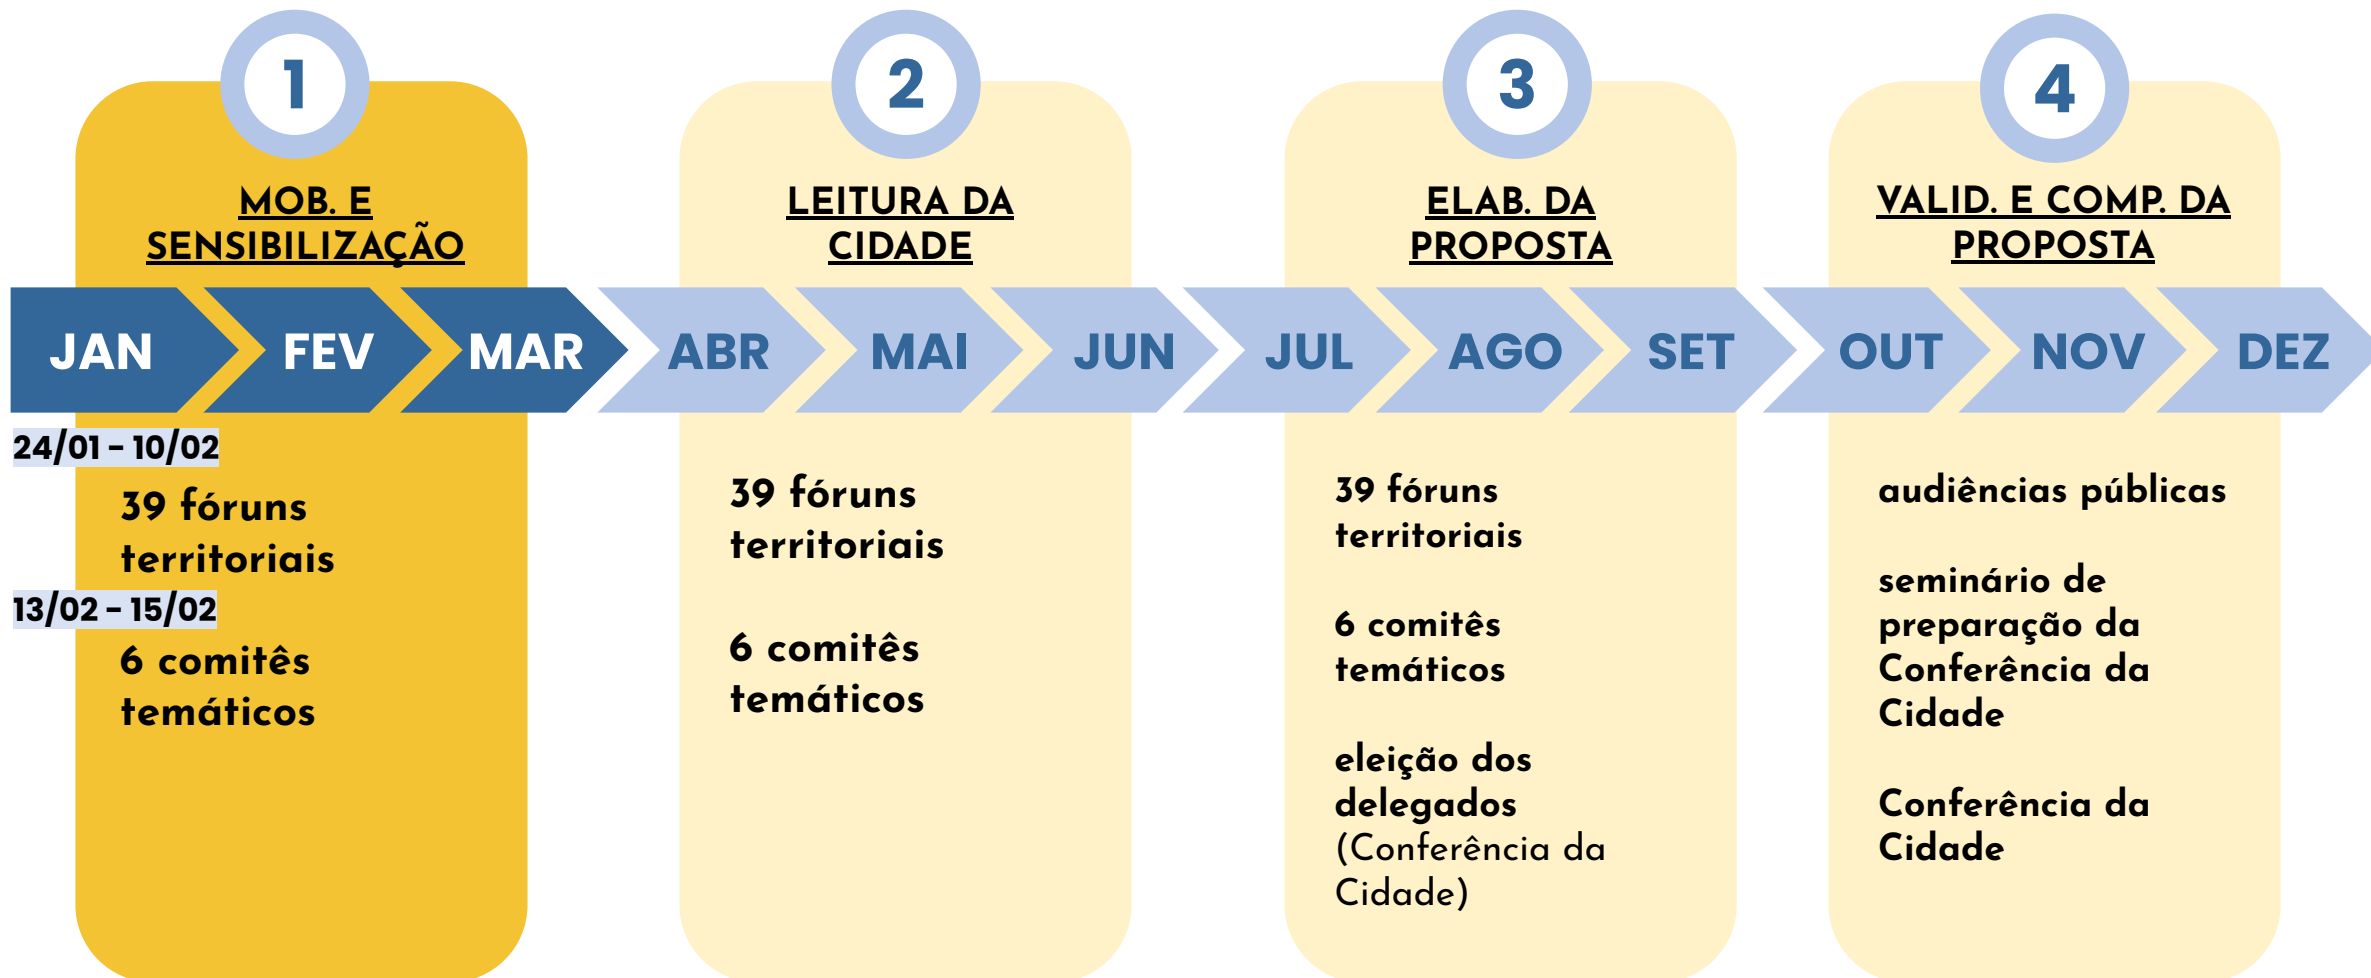 1
MOB. E
SENSIBILIZAÇÃO
2
LEITURA DA
CIDADE
3
ELAB. DA
PROPOSTA
4
VALID. E COMP. DA
PROPOSTA
JAN FEV MAR ABR MAI JUN JUL AGO SET OUT NOV DEZ
24/01 – 10/02
39 fóruns
territoriais
13/02 – 15/02
6 comitês
temáticos
39 fóruns
territoriais
6 comitês
temáticos
39 fóruns
territoriais
6 comitês
temáticos
eleição dos
delegados
(Conferência da
Cidade)
audiências públicas
seminário de
preparação da
Conferência da
Cidade
Conferência da
Cidade